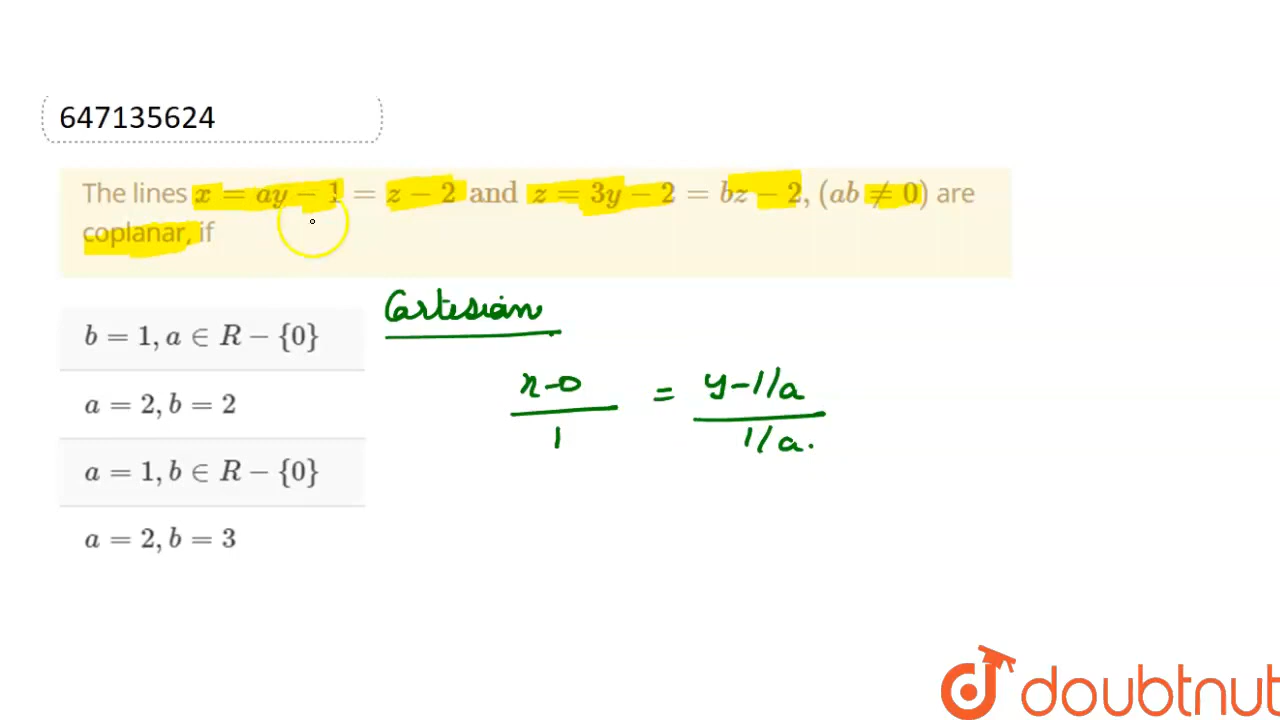 647135624
The lines x = ay − 1 = z − 2 and z = 3y − 2 = bz − 2, (ab ≠ 0) are
coplanar, if
b = 1, a ∈ R − {0}
a = 2, b = 2
a = 1, b ∈ R − {0}
a = 2, b = 3
Cartesian
x-0 = y-1/a
1 1/a.
doubtnut